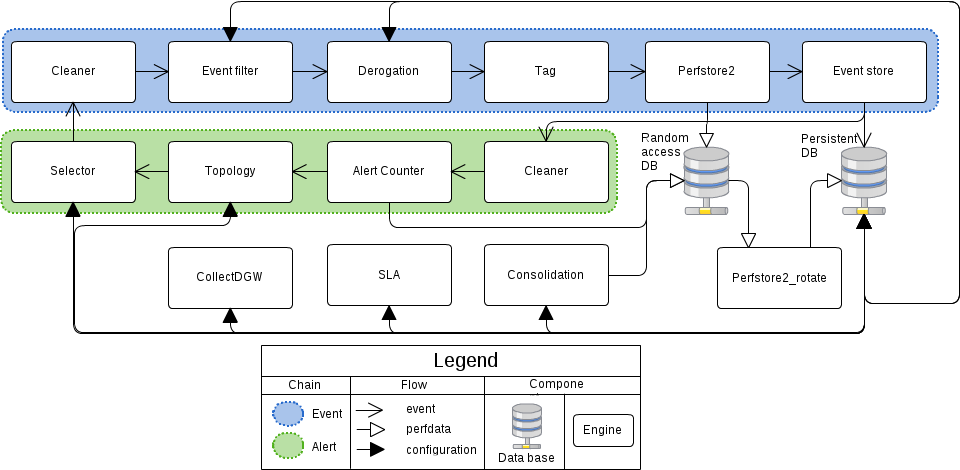 Cleaner
Event filter
Derogation
Tag
Perfstore2
Event store
Random
access
DB
Persistent
DB
Selector
Topology
Alert Counter
Cleaner
CollectDGW
SLA
Consolidation
Perfstore2_rotate
Legend
Chain
Flow
Compone
Event
Alert
event
perfdata
configuration
Data base
Engine